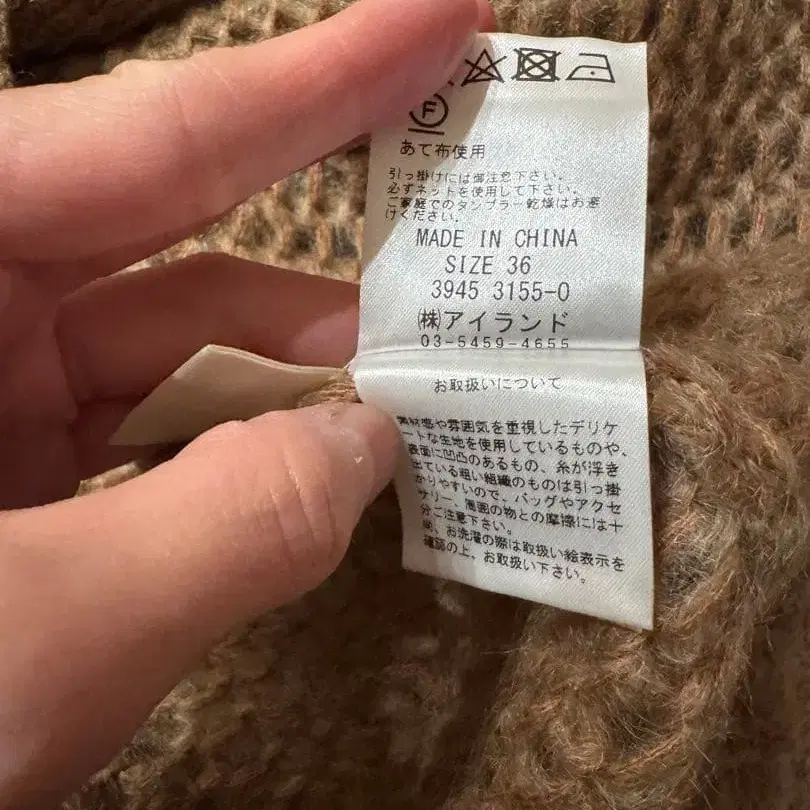 F
あて布使用
引っ掛けには御注意下さい。
必ずネットを使用して下さい。
ご家庭でのタンブラー乾燥はお避
けください。
MADE IN CHINA
SIZE 36
3945 3155-0
㈱アイランド
03-5459-4655
お取扱いについて
素材感や雰囲気を重視したデリケ
ートな生地を使用しているものや、
表面に凹凸のあるもの、糸が浮き
出ている粗い組織のものは引っ掛
かりやすいので、バッグやアクセ
サリー、周囲の物との摩擦には十
分ご注意下さい。
尚、お洗濯の際は取扱い絵表示を
確認の上、お取扱い下さい。